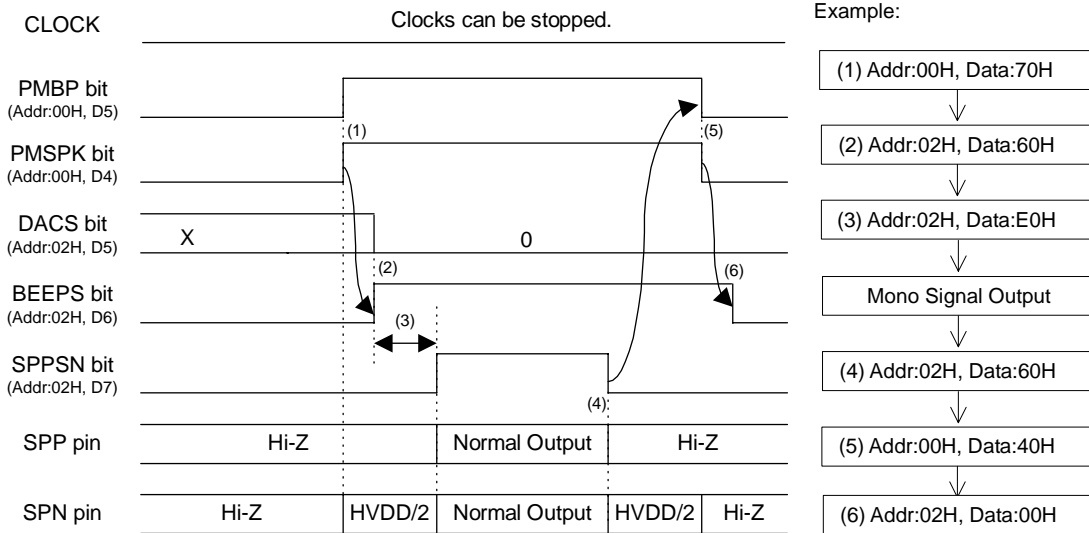 CLOCK
Clocks can be stopped.
PMBP bit
(Addr:00H, D5)
(1)
(5)
PMSPK bit
(Addr:00H, D4)
DACS bit
(Addr:02H, D5)
X
0
(2)
(6)
BEEPS bit
(Addr:02H, D6)
(3)
SPPSN bit
(Addr:02H, D7)
(4)
SPP pin
Hi-Z
Normal Output
Hi-Z
SPN pin
Hi-Z
HVDD/2
Normal Output
HVDD/2
Hi-Z
Example:
(1) Addr:00H, Data:70H
(2) Addr:02H, Data:60H
(3) Addr:02H, Data:E0H
Mono Signal Output
(4) Addr:02H, Data:60H
(5) Addr:00H, Data:40H
(6) Addr:02H, Data:00H